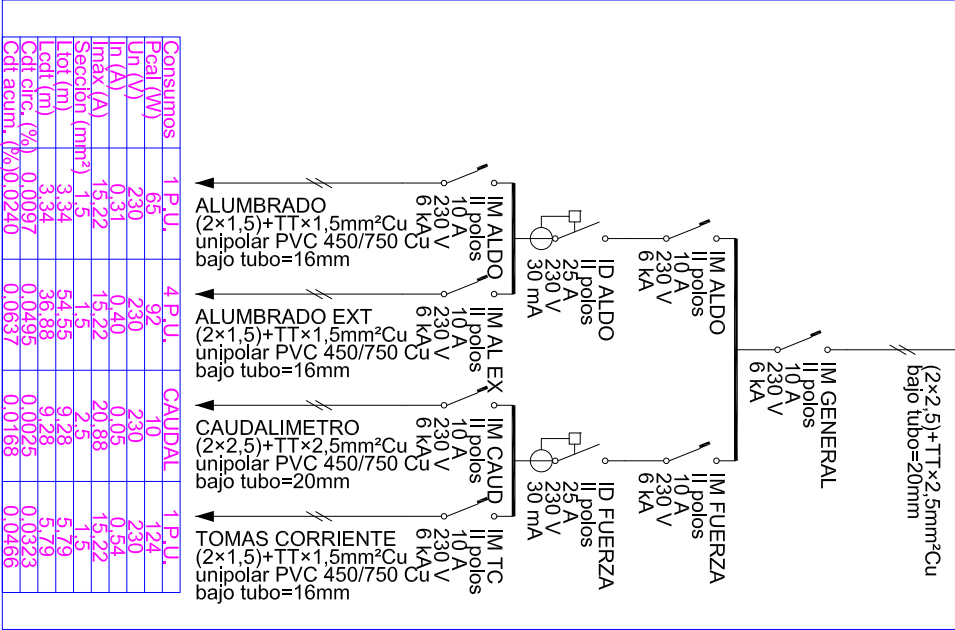 (2×2,5)+TT×2,5mm²Cu
bajo tubo=20mm
IM GENERAL
II polos
10 A
230 V
6 kA
IM ALDO
II polos
10 A
230 V
6 kA
IM FUERZA
II polos
10 A
230 V
6 kA
ID ALDO
II polos
25 A
230 V
30 mA
ID FUERZA
II polos
25 A
230 V
30 mA
IM ALDO
II polos
10 A
230 V
6 kA
IM AL EX
II polos
10 A
230 V
6 kA
IM CAUD
II polos
10 A
230 V
6 kA
IM TC
II polos
10 A
230 V
6 kA
ALUMBRADO
(2×1,5)+TT×1,5mm²Cu
unipolar PVC 450/750 Cu
bajo tubo=16mm
ALUMBRADO EXT
(2×1,5)+TT×1,5mm²Cu
unipolar PVC 450/750 Cu
bajo tubo=16mm
CAUDALIMETRO
(2×2,5)+TT×2,5mm²Cu
unipolar PVC 450/750 Cu
bajo tubo=20mm
TOMAS CORRIENTE
(2×1,5)+TT×1,5mm²Cu
unipolar PVC 450/750 Cu
bajo tubo=16mm
Consumos 1 P.U. 4 P.U. CAUDAL 1 P.U.
Pcal (W) 65 92 10 124
Un (V) 230 230 230 230
In (A) 0,31 0,40 0,05 0,54
Imáx (A) 15,22 15,22 20,88 15,22
Sección (mm²) 1,5 1,5 2,5 1,5
Ltot (m) 3,34 54,55 9,28 5,79
Lcdt (m) 3,34 36,88 9,28 5,79
Cdt circ. (%) 0,0097 0,0495 0,0025 0,0323
Cdt acum. (%) 0,0240 0,0637 0,0168 0,0466